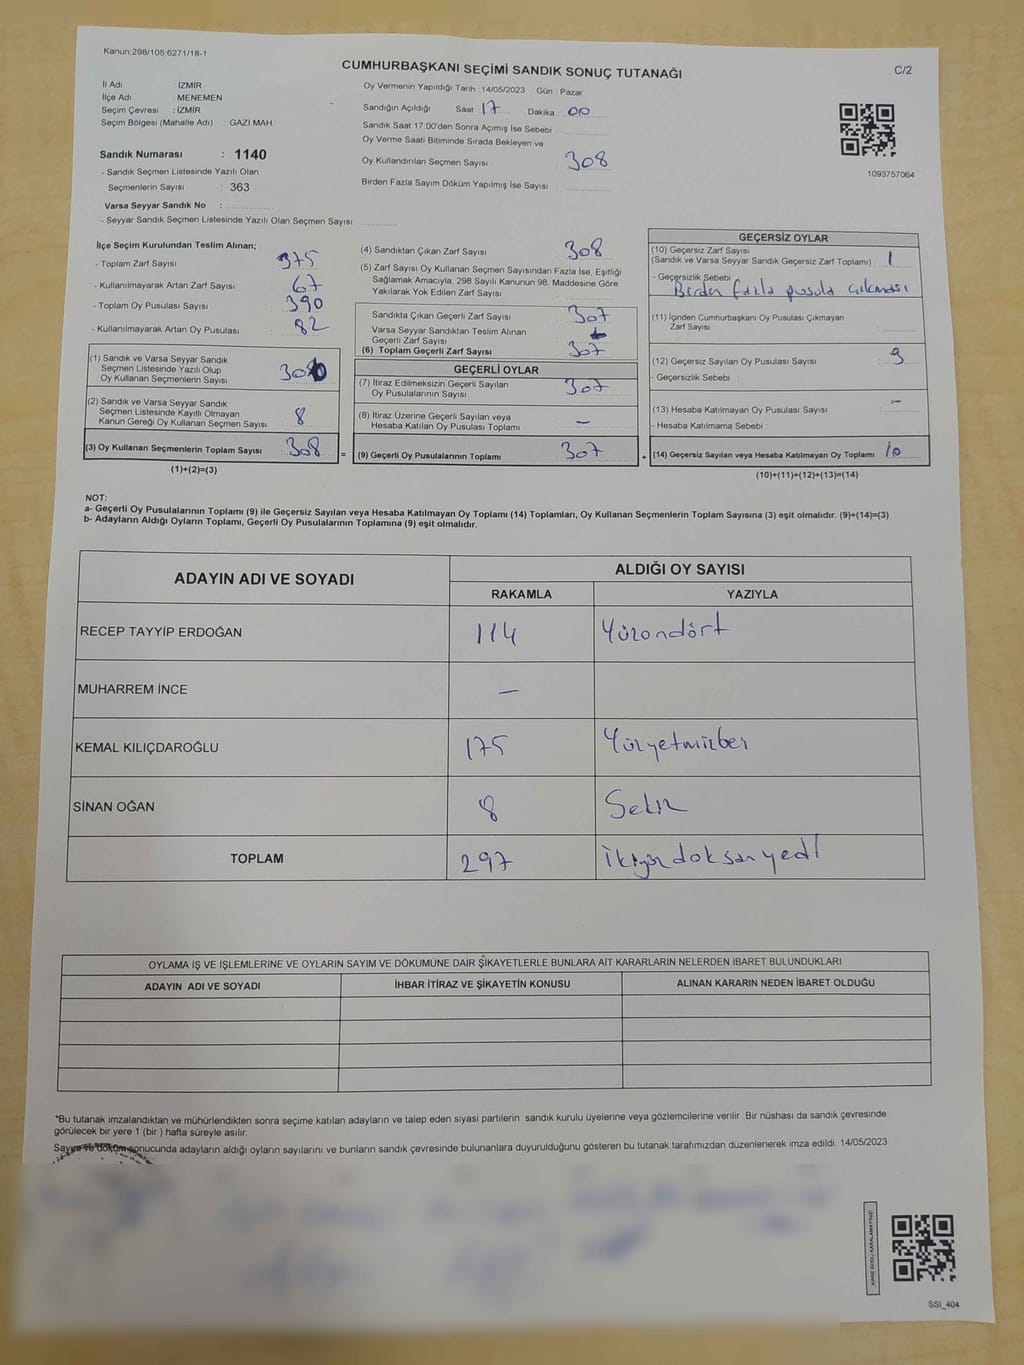 Kanun;298/105;6271/18-1
CUMHURBAŞKANI SEÇİMİ SANDIK SONUÇ TUTANAĞI
C/2
İl Adı : İZMİR
İlçe Adı : MENEMEN
Seçim Çevresi : İZMİR
Seçim Bölgesi (Mahalle Adı) : GAZİ MAH.
Sandık Numarası : 1140
- Sandık Seçmen Listesinde Yazılı Olan
Seçmenlerin Sayısı : 363
Varsa Seyyar Sandık No :
- Seyyar Sandık Seçmen Listesinde Yazılı Olan Seçmen Sayısı
Oy Vermenin Yapıldığı Tarih : 14/05/2023 Gün : Pazar
Sandığın Açıldığı Saat : 17 Dakika : 00
Sandık Saat 17:00'den Sonra Açımış İse Sebebi
Oy Verme Saati Bitiminde Sırada Bekleyen ve
Oy Kullandırılan Seçmen Sayısı : 308
Birden Fazla Sayım Döküm Yapılmış İse Sayısı :
1093757064
İlçe Seçim Kurulundan Teslim Alınan;
- Toplam Zarf Sayısı 375
- Kullanılmayarak Artan Zarf Sayısı 67
- Toplam Oy Pusulası Sayısı 390
- Kullanılmayarak Artan Oy Pusulası 82
(1) Sandık ve Varsa Seyyar Sandık
Seçmen Listesinde Yazılı Olup
Oy Kullanan Seçmenlerin Sayısı
(2) Sandık ve Varsa Seyyar Sandık
Seçmen Listesinde Kayıtlı Olmayan
Kanun Gereği Oy Kullanan Seçmen Sayısı 8
(3) Oy Kullanan Seçmenlerin Toplam Sayısı 308 =
(1)+(2)=(3)
(4) Sandıktan Çıkan Zarf Sayısı 308
(5) Zarf Sayısı Oy Kullanan Seçmen Sayısından Fazla İse, Eşitliği
Sağlamak Amacıyla, 298 Sayılı Kanunun 98. Maddesine Göre
Yakılarak Yok Edilen Zarf Sayısı :
Sandıkta Çıkan Geçerli Zarf Sayısı : 307
Varsa Seyyar Sandıktan Teslim Alınan
Geçerli Zarf Sayısı :
(6) Toplam Geçerli Zarf Sayısı 307
GEÇERLİ OYLAR
(7) İtiraz Edilmeksizin Geçerli Sayılan
Oy Pusulalarının Sayısı 307
(8) İtiraz Üzerine Geçerli Sayılan veya
Hesaba Katılan Oy Pusulası Toplamı —
(9) Geçerli Oy Pusulalarının Toplamı 307 +
GEÇERSİZ OYLAR
(10) Geçersiz Zarf Sayısı
(Sandık ve Varsa Seyyar Sandık Geçersiz Zarf Toplamı) 1
- Geçersizlik Sebebi :
Birden fazla pusula çıkması
(11) İçinden Cumhurbaşkanı Oy Pusulası Çıkmayan
Zarf Sayısı
(12) Geçersiz Sayılan Oy Pusulası Sayısı 9
- Geçersizlik Sebebi :
(13) Hesaba Katılmayan Oy Pusulası Sayısı —
- Hesaba Katılmama Sebebi :
(14) Geçersiz Sayılan veya Hesaba Katılmayan Oy Toplamı 10
(10)+(11)+(12)+(13)=(14)
NOT:
a- Geçerli Oy Pusulalarının Toplamı (9) ile Geçersiz Sayılan veya Hesaba Katılmayan Oy Toplamı (14) Toplamları, Oy Kullanan Seçmenlerin Toplam Sayısına (3) eşit olmalıdır. (9)+(14)=(3)
b- Adayların Aldığı Oyların Toplamı, Geçerli Oy Pusulalarının Toplamına (9) eşit olmalıdır.
ADAYIN ADI VE SOYADI ALDIĞI OY SAYISI
RAKAMLA YAZIYLA
RECEP TAYYİP ERDOĞAN 114 Yüzondört
MUHARREM İNCE —
KEMAL KILIÇDAROĞLU 175 Yüzyetmizbeş
SİNAN OĞAN 8 Sekiz
TOPLAM 297 ikiyüzdoksanyedi
OYLAMA İŞ VE İŞLEMLERİNE VE OYLARIN SAYIM VE DÖKÜMÜNE DAİR ŞİKAYETLERLE BUNLARA AİT KARARLARIN NELERDEN İBARET BULUNDUKLARI
ADAYIN ADI VE SOYADI İHBAR İTİRAZ VE ŞİKAYETİN KONUSU ALINAN KARARIN NEDEN İBARET OLDUĞU
*Bu tutanak imzalandıktan ve mühürlendikten sonra seçime katılan adayların ve talep eden siyasi partilerin sandık kurulu üyelerine veya gözlemcilerine verilir. Bir nüshası da sandık çevresinde
görülecek bir yere 1 (bir ) hafta süreyle asılır.
Sayım ve döküm sonucunda adayların aldığı oyların sayılarını ve bunların sandık çevresinde bulunanlara duyurulduğunu gösteren bu tutanak tarafımızdan düzenlenerek imza edildi. 14/05/2023
KARE KODU KARALAMAYINIZ!
SSI_404